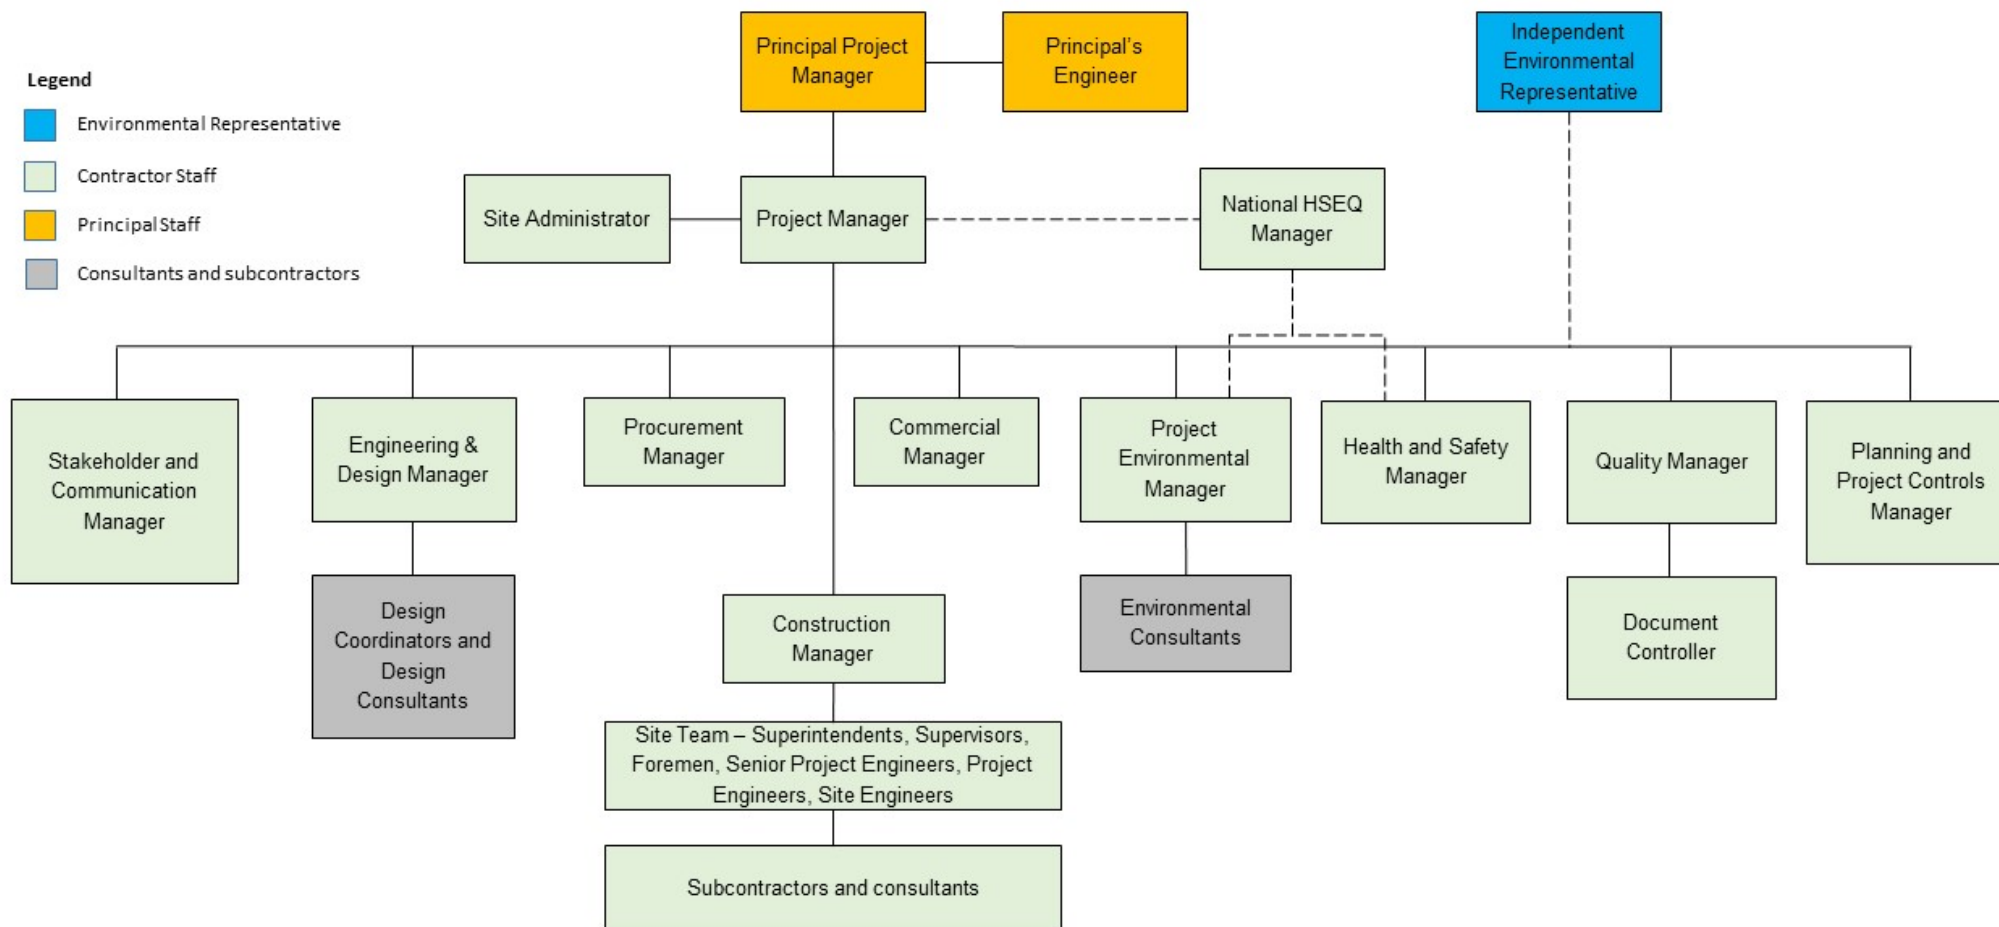 Principal Project
Manager
Principal's
Engineer
Independent
Environmental
Representative
Legend
Environmental Representative
Contractor Staff
Principal Staff
Consultants and subcontractors
Site Administrator
Project Manager
National HSEQ
Manager
Stakeholder and
Communication
Manager
Engineering &
Design Manager
Procurement
Manager
Commercial
Manager
Project
Environmental
Manager
Health and Safety
Manager
Quality Manager
Planning and
Project Controls
Manager
Design
Coordinators and
Design
Consultants
Construction
Manager
Environmental
Consultants
Document
Controller
Site Team – Superintendents, Supervisors,
Foremen, Senior Project Engineers, Project
Engineers, Site Engineers
Subcontractors and consultants